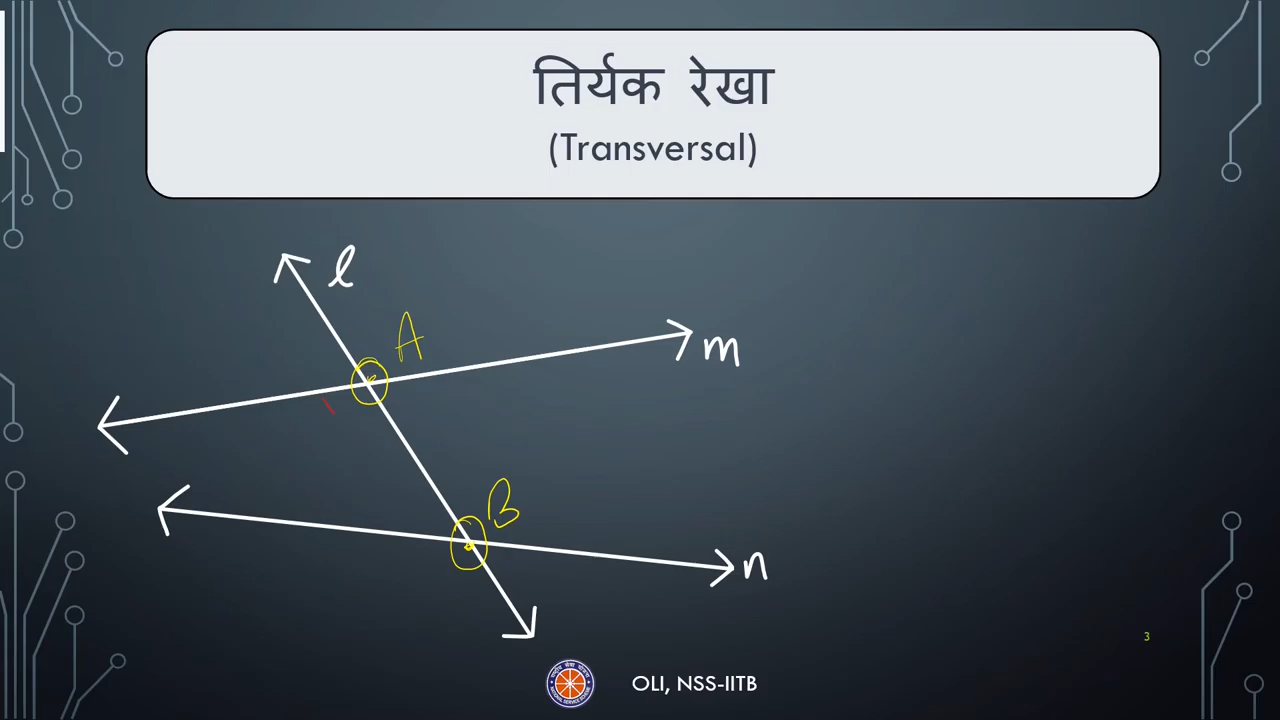 तिर्यक रेखा
(Transversal)
l
A
m
B
n
3
OLI, NSS-IITB